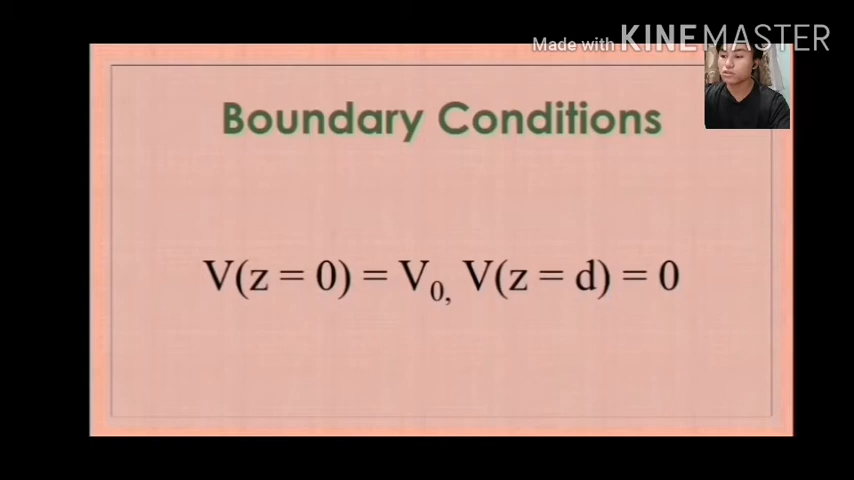 Made with KINEMASTER
Boundary Conditions
V(z = 0) = V₀, V(z = d) = 0